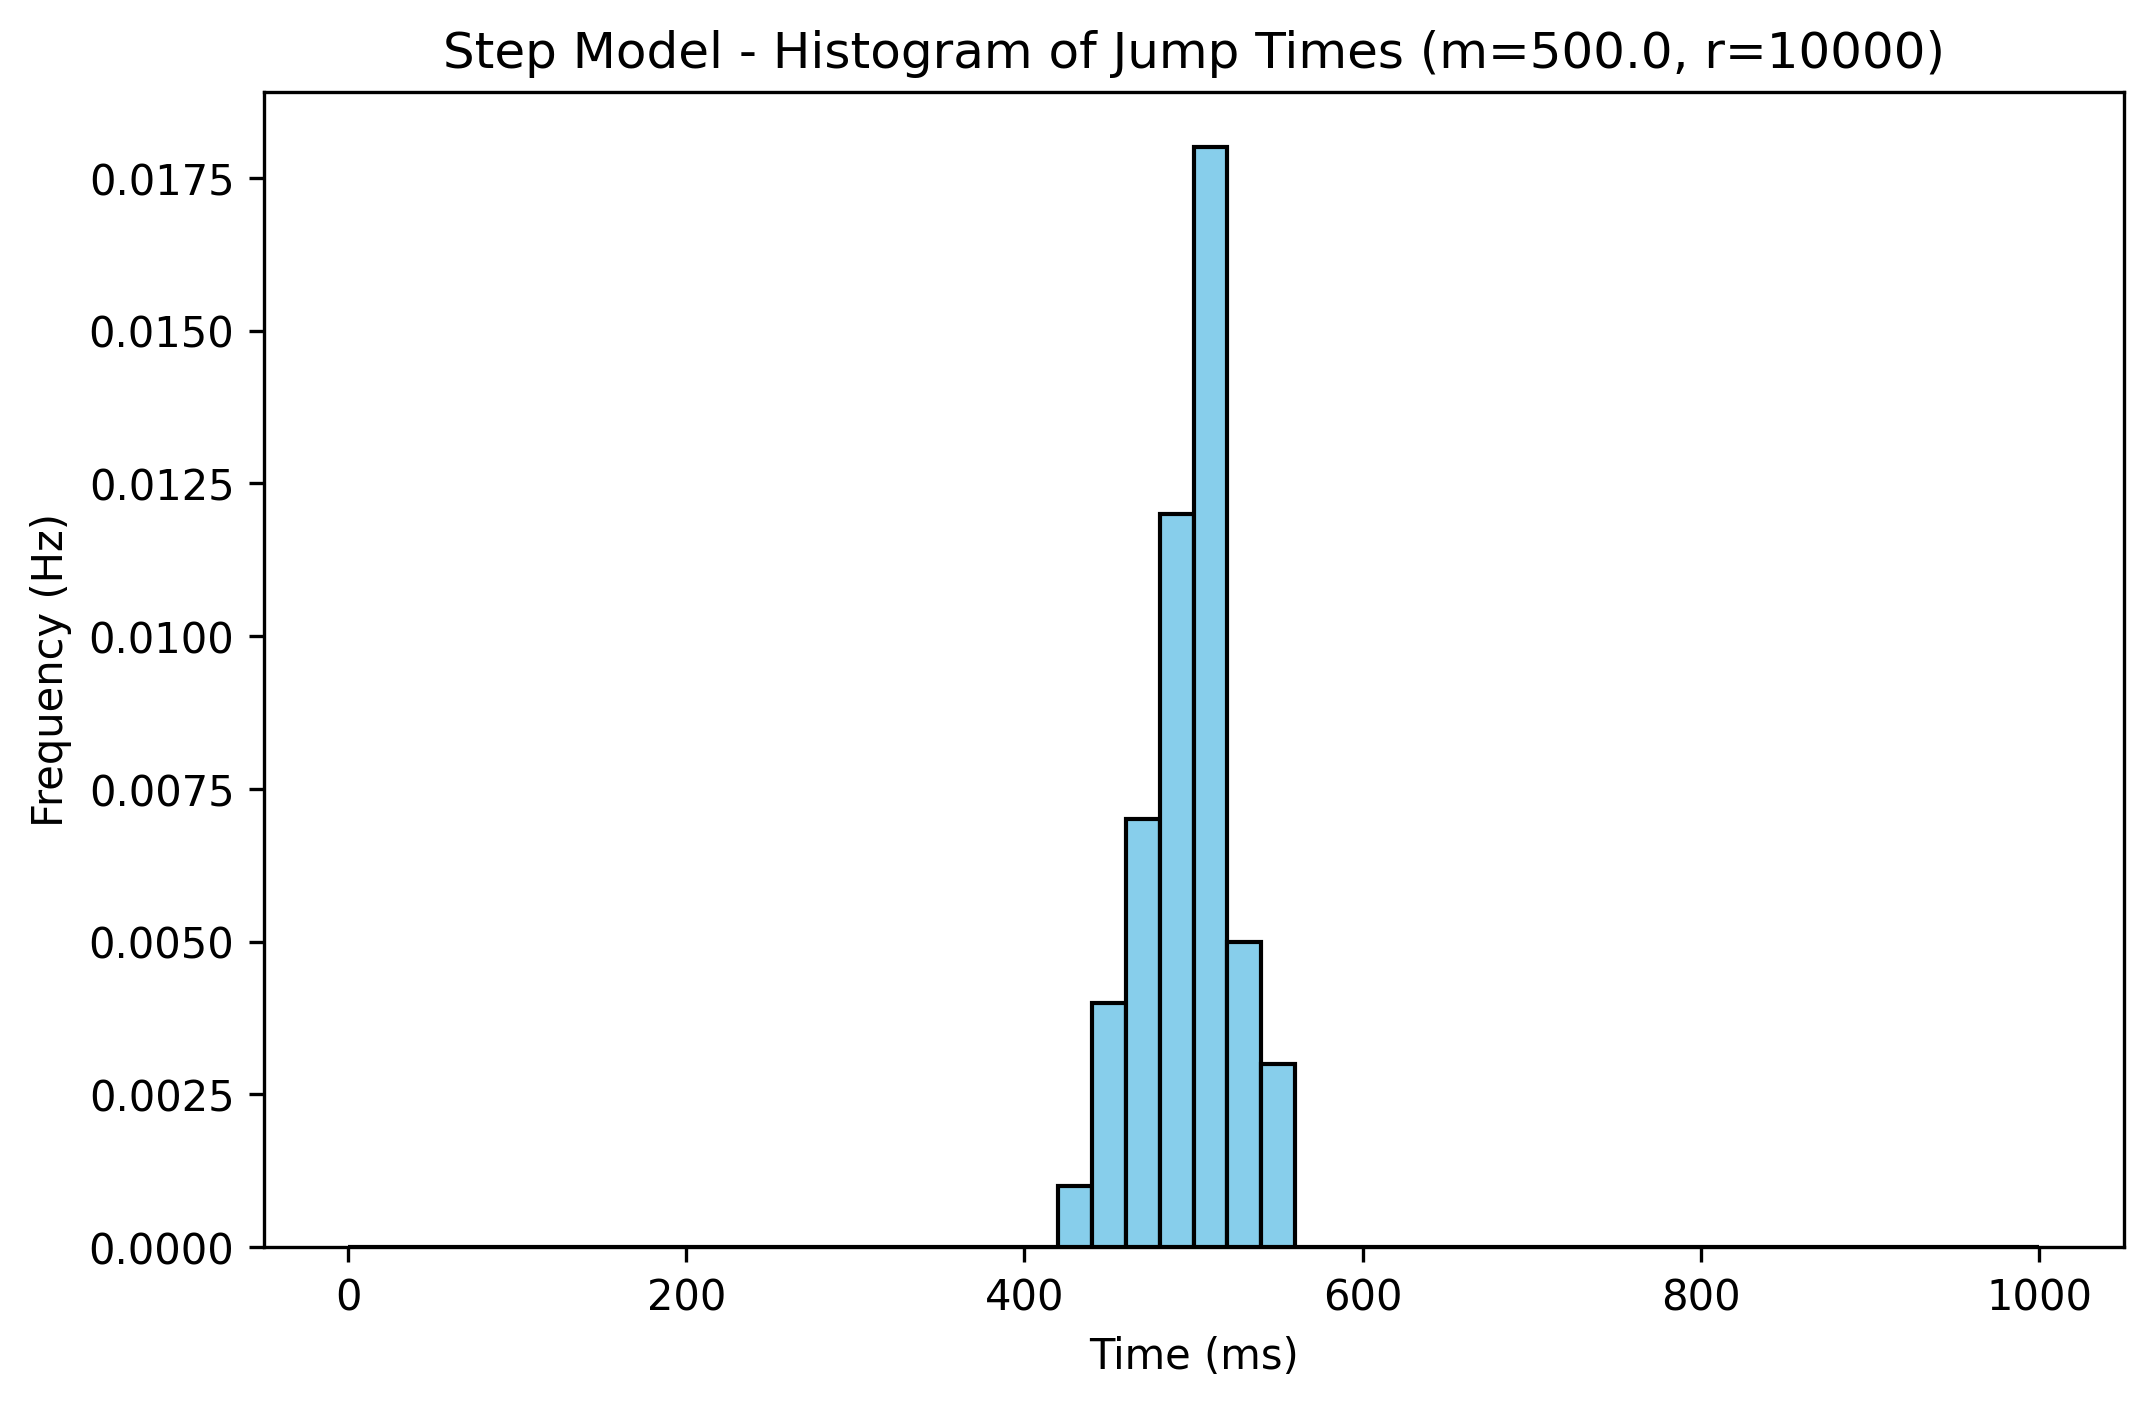 Step Model - Histogram of Jump Times (m=500.0, r=10000)
Frequency (Hz)
0.0175
0.0150
0.0125
0.0100
0.0075
0.0050
0.0025
0.0000
0 200 400 600 800 1000
Time (ms)